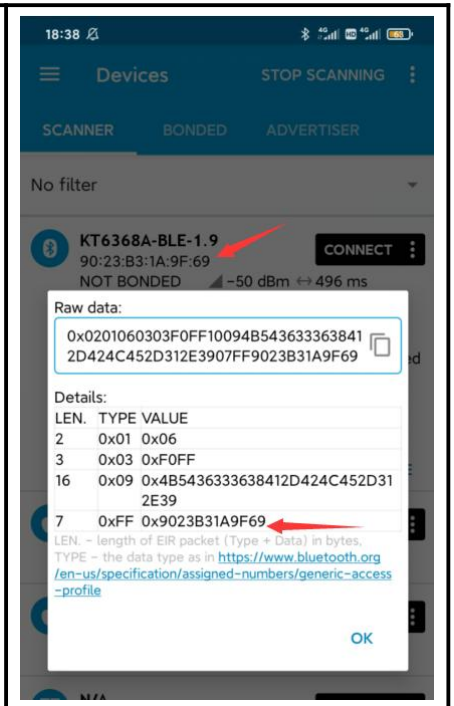 18:38
Devices
STOP SCANNING
SCANNER BONDED ADVERTISER
No filter
KT6368A-BLE-1.9
90:23:B3:1A:9F:69
CONNECT
NOT BONDED -50 dBm ↔ 496 ms
Raw data:
0x0201060303F0FF10094B543633363841
2D424C452D312E3907FF9023B31A9F69
ed
Details:
LEN. TYPE VALUE
2 0x01 0x06
3 0x03 0xF0FF
16 0x09 0x4B5436333638412D424C452D31
2E39
7 0xFF 0x9023B31A9F69
LEN. - length of EIR packet (Type + Data) in bytes,
TYPE - the data type as in https://www.bluetooth.org
/en-us/specification/assigned-numbers/generic-access
-profile
OK
N/A